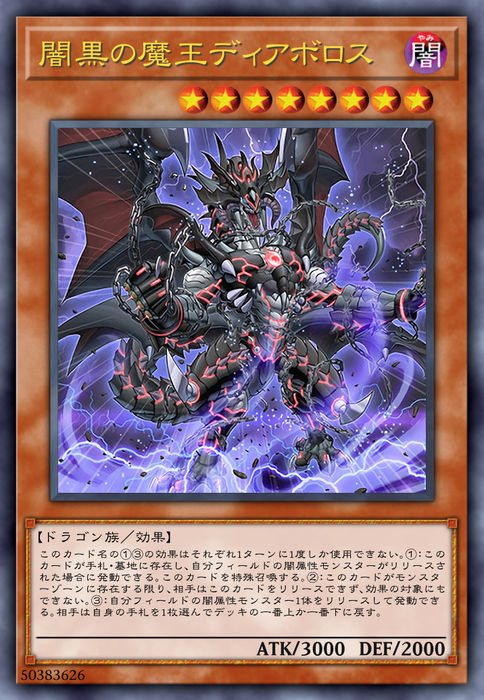 闇黒の魔王ディアボロス
やみ
闇
【ドラゴン族／効果】
このカード名の①③の効果はそれぞれ1ターンに1度しか使用できない。①：この
カードが手札・墓地に存在し、自分フィールドの闇属性モンスターがリリースさ
れた場合に発動できる。このカードを特殊召喚する。②：このカードがモンスタ
ーゾーンに存在する限り、相手はこのカードをリリースできず、効果の対象にも
できない。③：自分フィールドの闇属性モンスター1体をリリースして発動でき
る。相手は自身の手札を1枚選んでデッキの一番上か一番下に戻す。
ATK/3000 DEF/2000
50383626